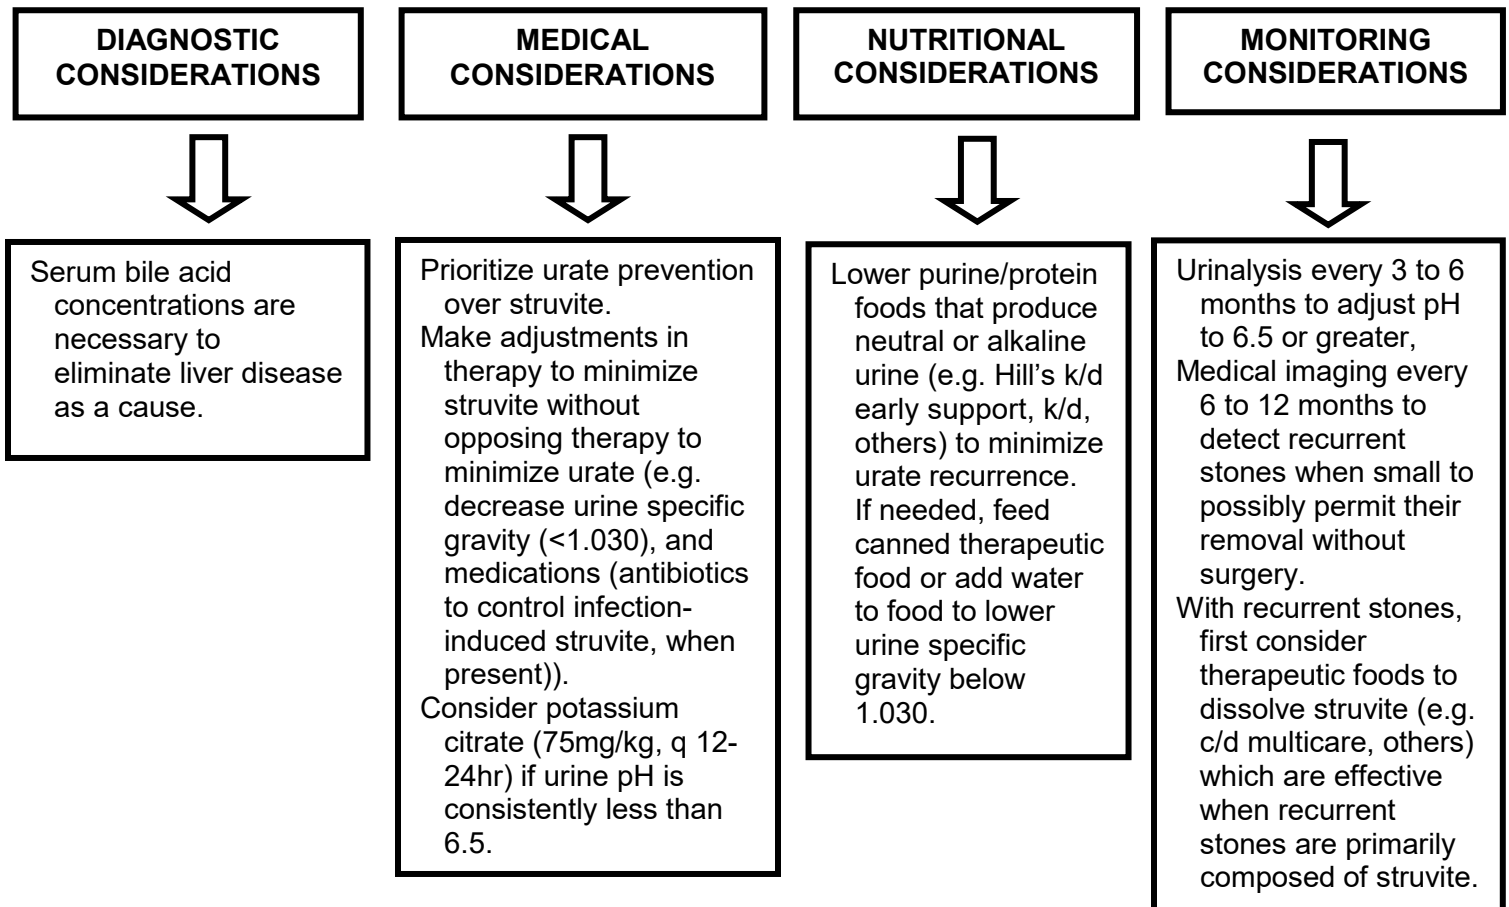 DIAGNOSTIC
CONSIDERATIONS
Serum bile acid
concentrations are
necessary to
eliminate liver disease
as a cause.
MEDICAL
CONSIDERATIONS
Prioritize urate prevention
over struvite.
Make adjustments in
therapy to minimize
struvite without
opposing therapy to
minimize urate (e.g.
decrease urine specific
gravity (<1.030), and
medications (antibiotics
to control infection-
induced struvite, when
present)).
Consider potassium
citrate (75mg/kg, q 12-
24hr) if urine pH is
consistently less than
6.5.
NUTRITIONAL
CONSIDERATIONS
Lower purine/protein
foods that produce
neutral or alkaline
urine (e.g. Hill’s k/d
early support, k/d,
others) to minimize
urate recurrence.
If needed, feed
canned therapeutic
food or add water
to food to lower
urine specific
gravity below
1.030.
MONITORING
CONSIDERATIONS
Urinalysis every 3 to 6
months to adjust pH
to 6.5 or greater,
Medical imaging every
6 to 12 months to
detect recurrent
stones when small to
possibly permit their
removal without
surgery.
With recurrent stones,
first consider
therapeutic foods to
dissolve struvite (e.g.
c/d multicare, others)
which are effective
when recurrent
stones are primarily
composed of struvite.